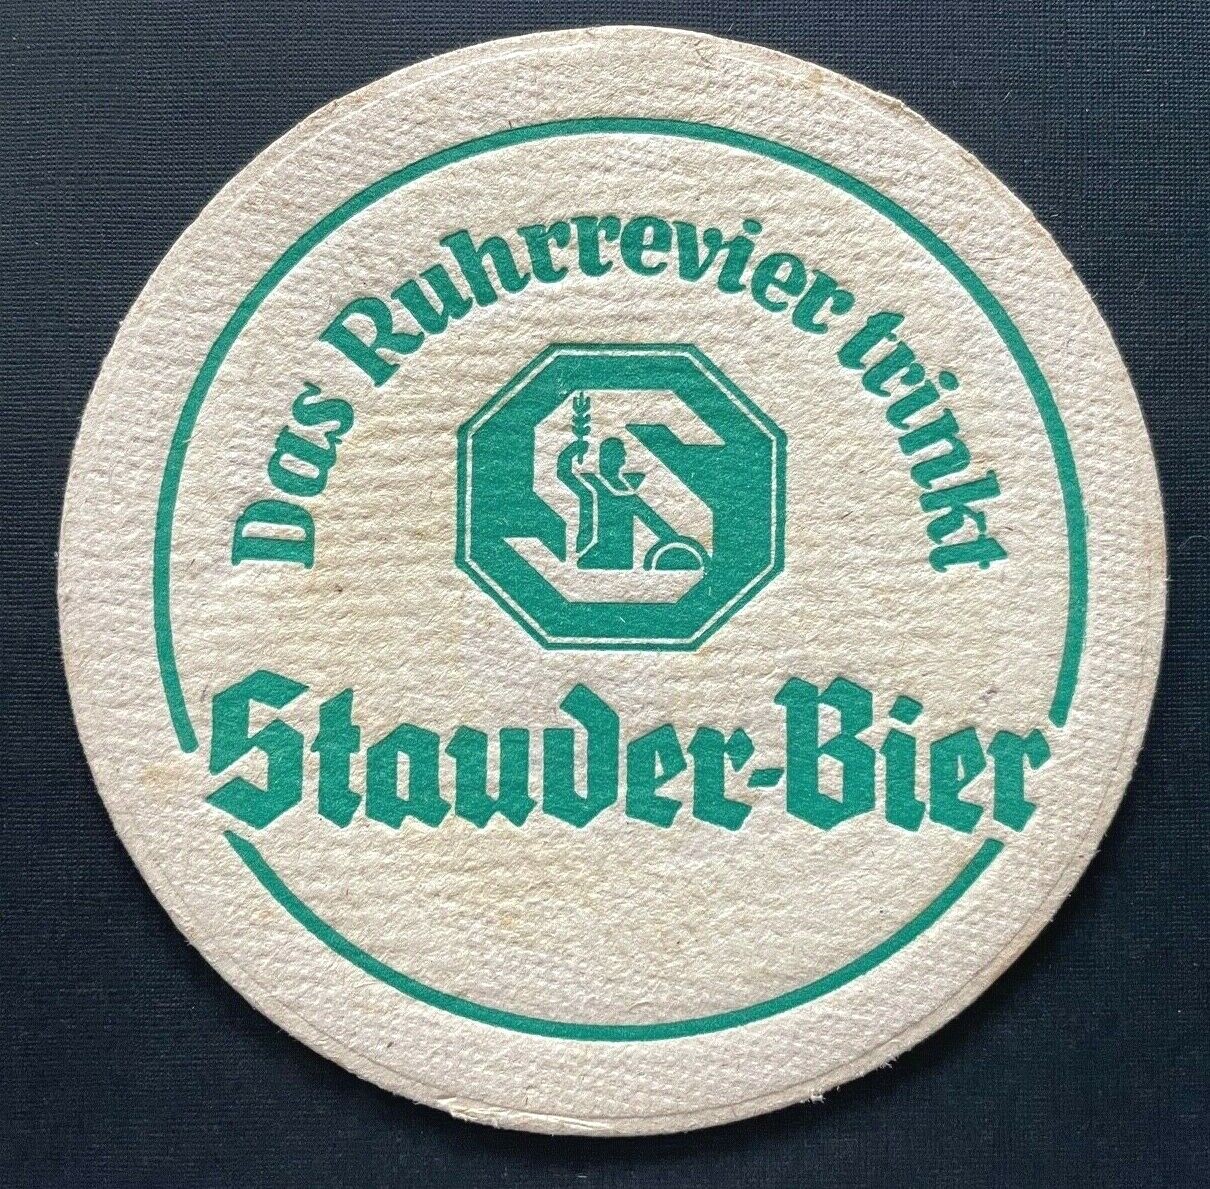 Das Ruhrrevier trinkt
S
Stauder-Bier